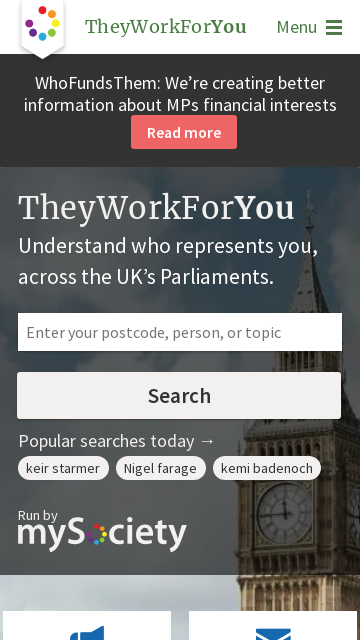 TheyWorkForYou
Menu
WhoFundsThem: We’re creating better
information about MPs financial interests
Read more
TheyWorkForYou
Understand who represents you,
across the UK’s Parliaments.
Enter your postcode, person, or topic
Search
Popular searches today →
keir starmer
Nigel farage
kemi badenoch
Run by
mySociety